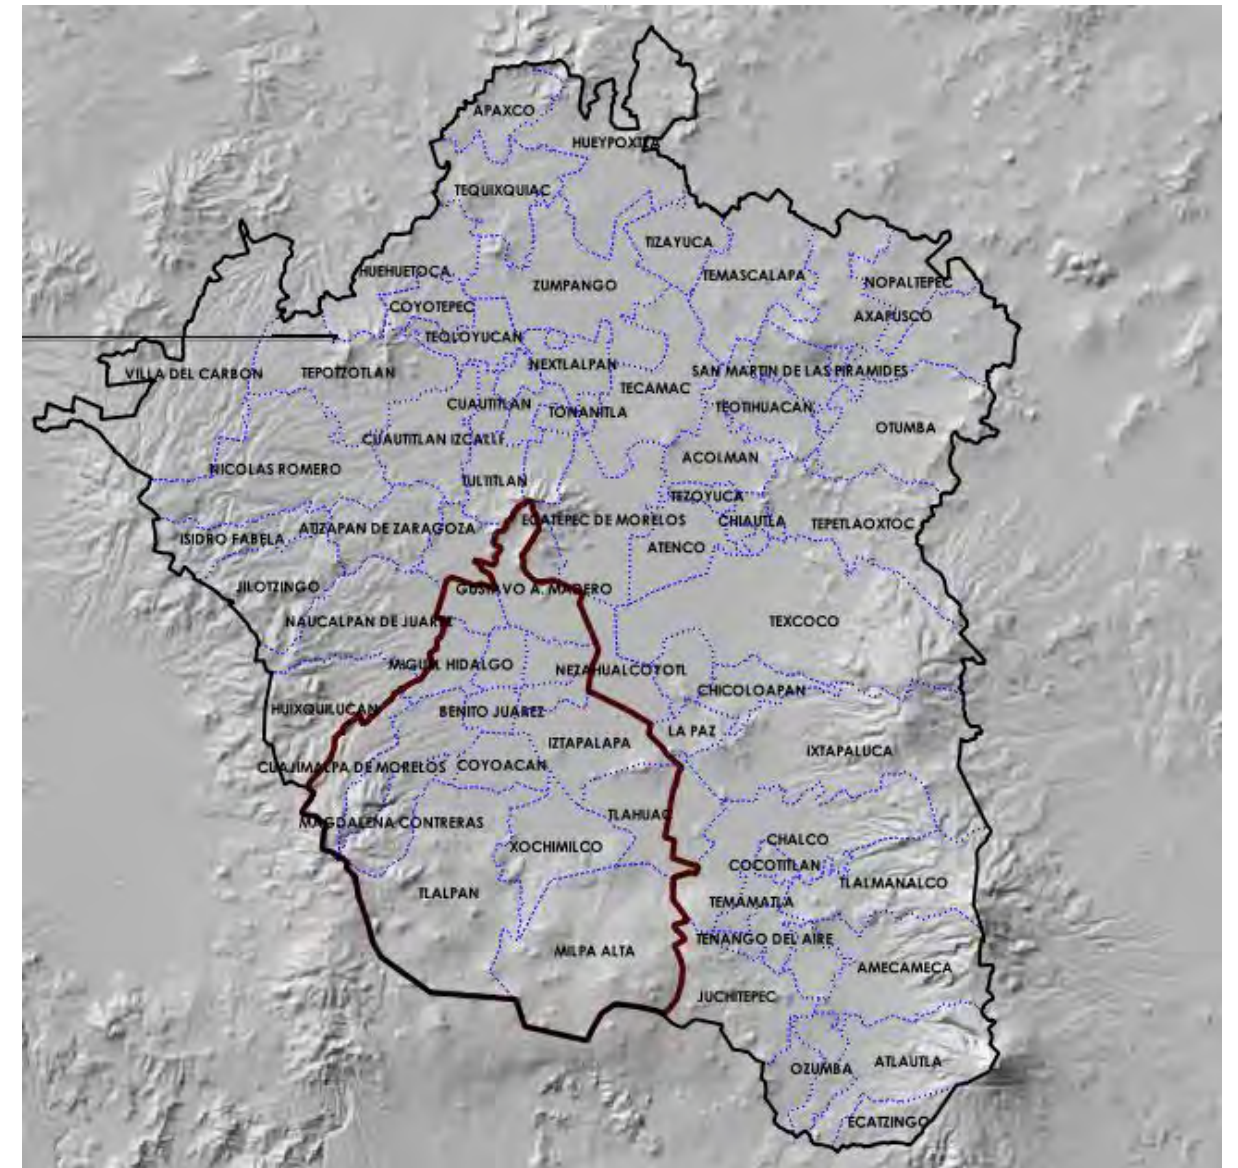 APAXCO
HUEYPOXTLA
TEQUIXQUIAC
TIZAYUCA
HUEHUETOCA
TEMASCALAPA
ZUMPANGO
NOPALTEPEC
COYOTEPEC
AXAPUSCO
TEOLOYUCAN
NEXTLALPAN
VILLA DEL CARBON
TEPOTZOTLAN
SAN MARTIN DE LAS PIRAMIDES
TECAMAC
CUAUTITLAN
TONANITLA
TEOTIHUACAN
OTUMBA
CUAUTITLAN IZCALLI
ACOLMAN
NICOLAS ROMERO
TULTITLAN
TEZOYUCA
ECATEPEC DE MORELOS
CHIAUTLA
TEPETLAOXTOC
ATIZAPAN DE ZARAGOZA
ISIDRO FABELA
ATENCO
JILOTZINGO
GUSTAVO A. MADERO
NAUCALPAN DE JUAREZ
TEXCOCO
MIGUEL HIDALGO
NEZAHUALCOYOTL
CHICOLOAPAN
HUIXQUILUCAN
BENITO JUAREZ
LA PAZ
IZTAPALAPA
IXTAPALUCA
CUAJIMALPA DE MORELOS
COYOACAN
TLAHUAC
MAGDALENA CONTRERAS
CHALCO
XOCHIMILCO
COCOTITLAN
TLALMANALCO
TLALPAN
TEMAMATLA
TENANGO DEL AIRE
MILPA ALTA
AMECAMECA
JUCHITEPEC
OZUMBA
ATLAUTLA
ECATZINGO